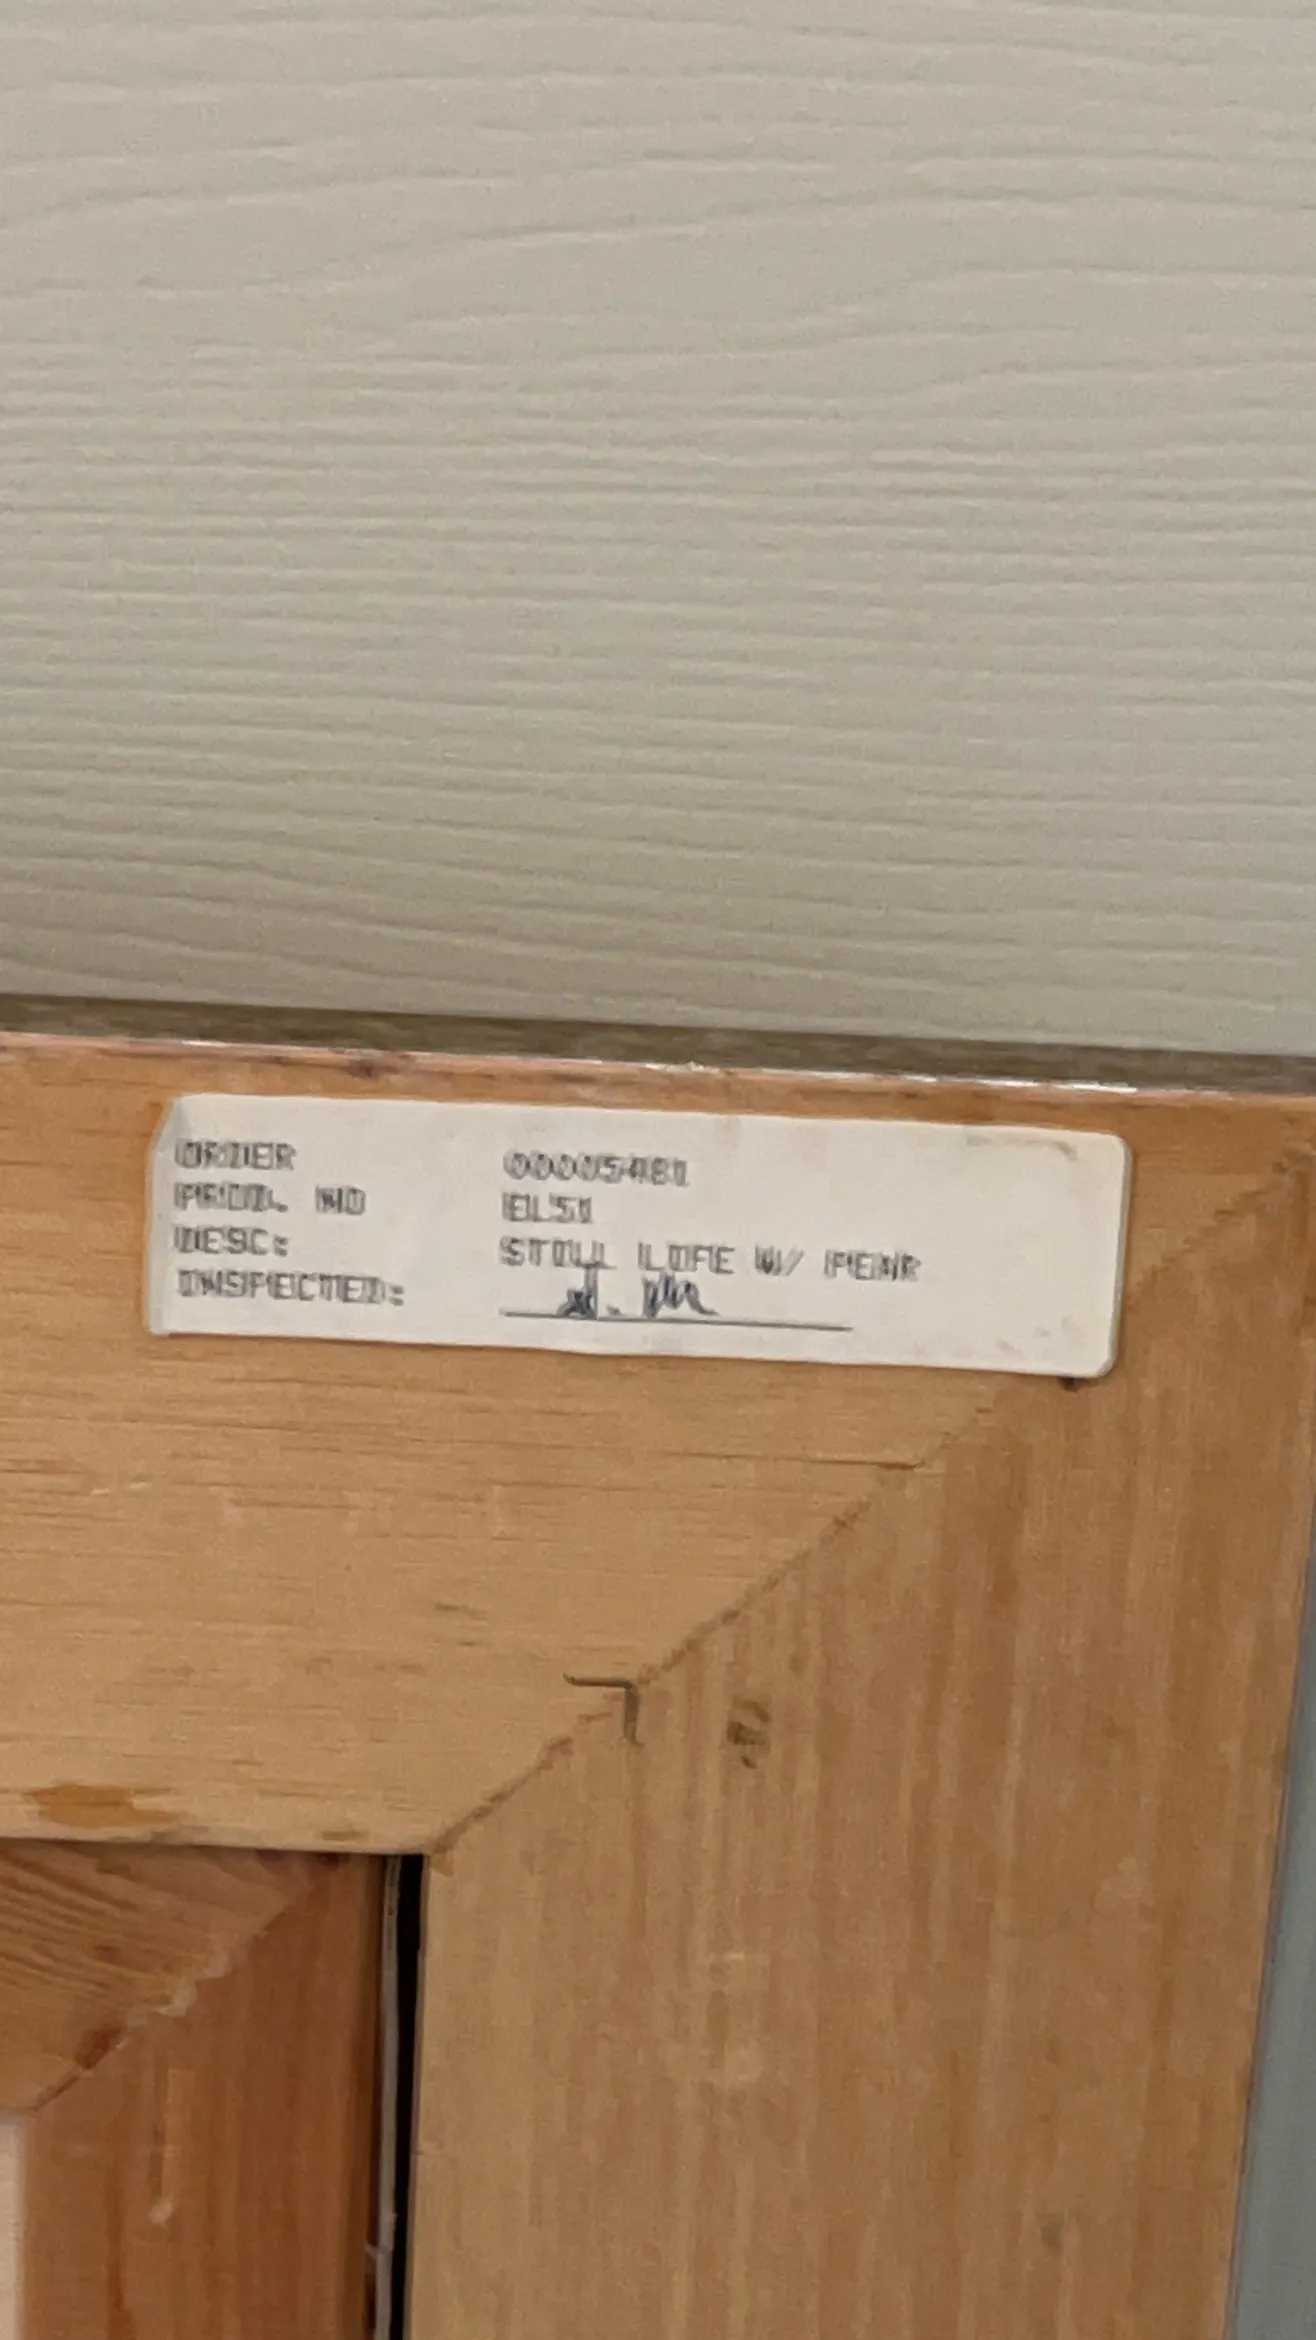 ORDER 00005481
PROD. NO EL51
DESC: STILL LIFE W/ PEAR
INSPECTED: